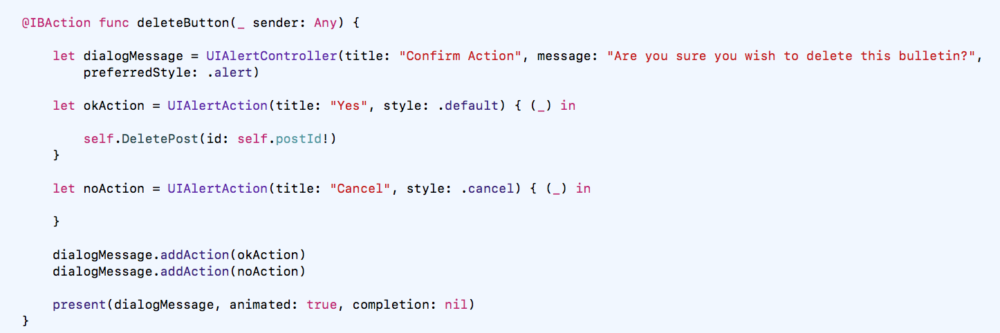 @IBAction func deleteButton(_ sender: Any) {
let dialogMessage = UIAlertController(title: "Confirm Action", message: "Are you sure you wish to delete this bulletin?",
preferredStyle: .alert)
let okAction = UIAlertAction(title: "Yes", style: .default) { (_) in
self.DeletePost(id: self.postId!)
}
let noAction = UIAlertAction(title: "Cancel", style: .cancel) { (_) in
}
dialogMessage.addAction(okAction)
dialogMessage.addAction(noAction)
present(dialogMessage, animated: true, completion: nil)
}